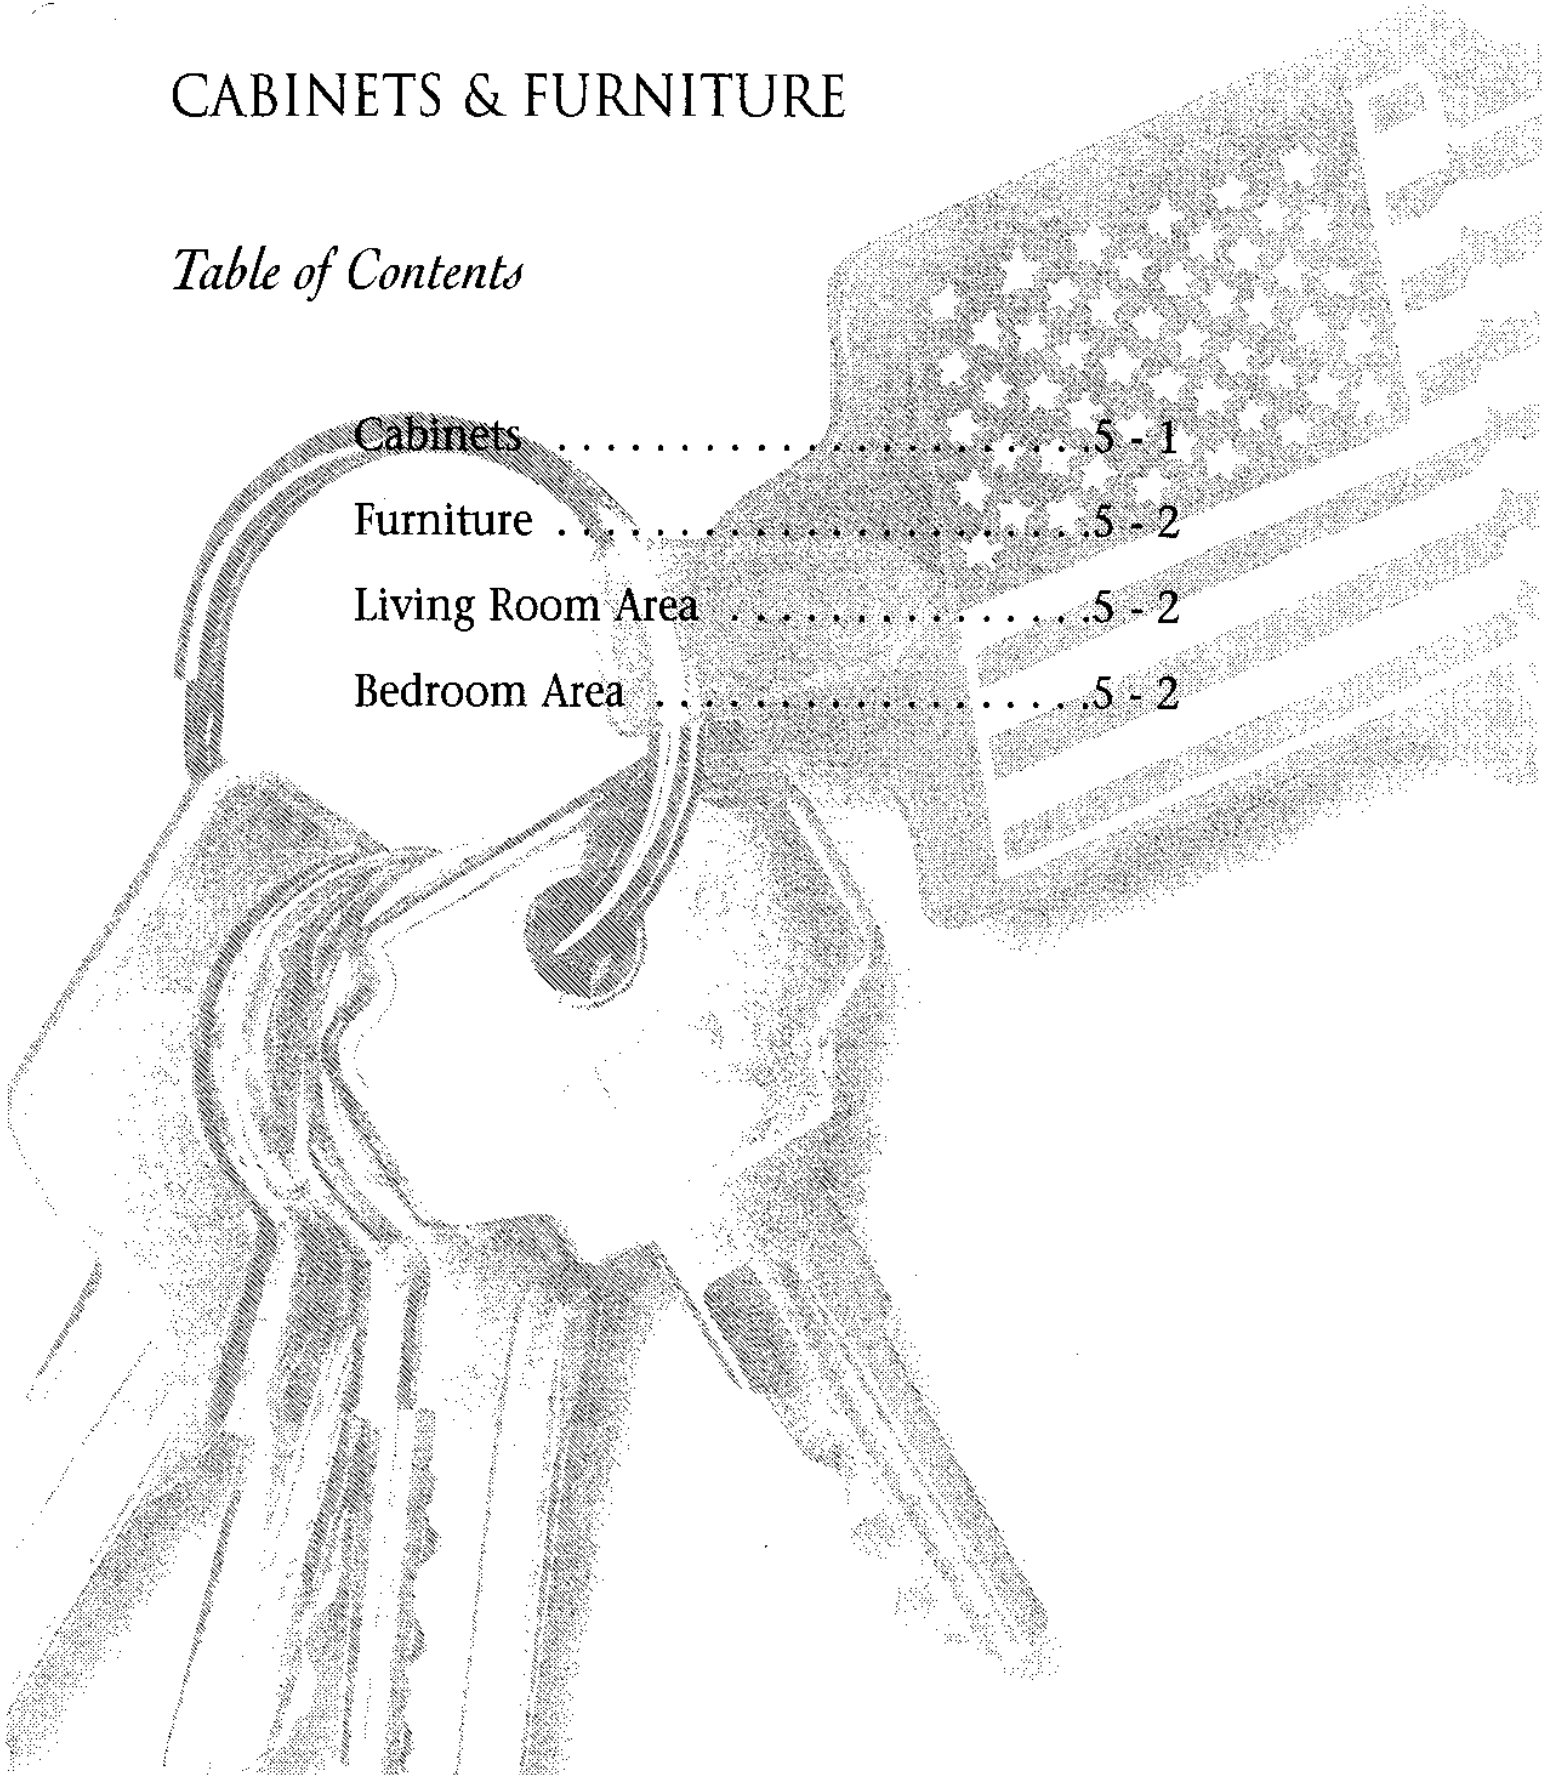 CABINETS & FURNITURE
Table of Contents
Cabinets . . . . . . . . . . . . . . . . . . . . . . .5 - 1
Furniture . . . . . . . . . . . . . . . . . . . . . . .5 - 2
Living Room Area . . . . . . . . . . . . . . . .5 - 2
Bedroom Area . . . . . . . . . . . . . . . . . . .5 - 2